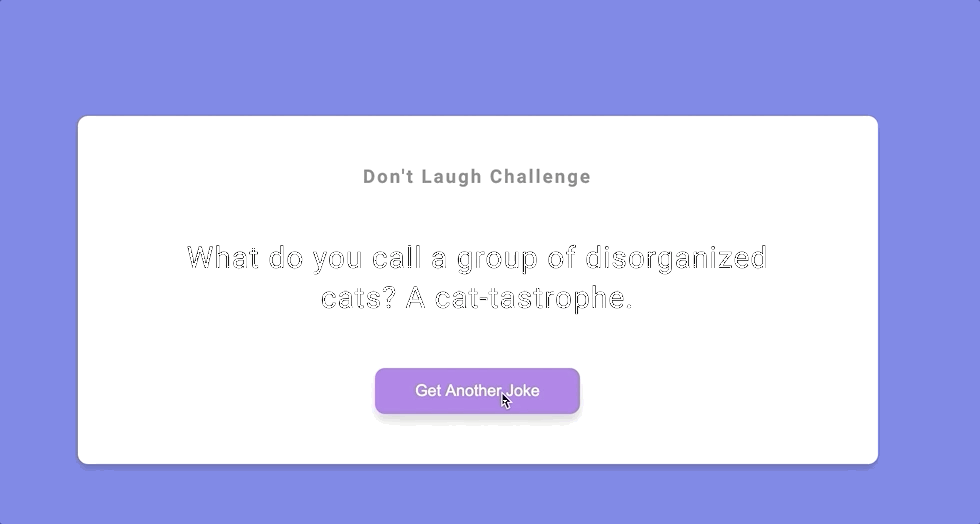 Don't Laugh Challenge
What do you call a group of disorganized
cats? A cat-tastrophe.
Get Another Joke